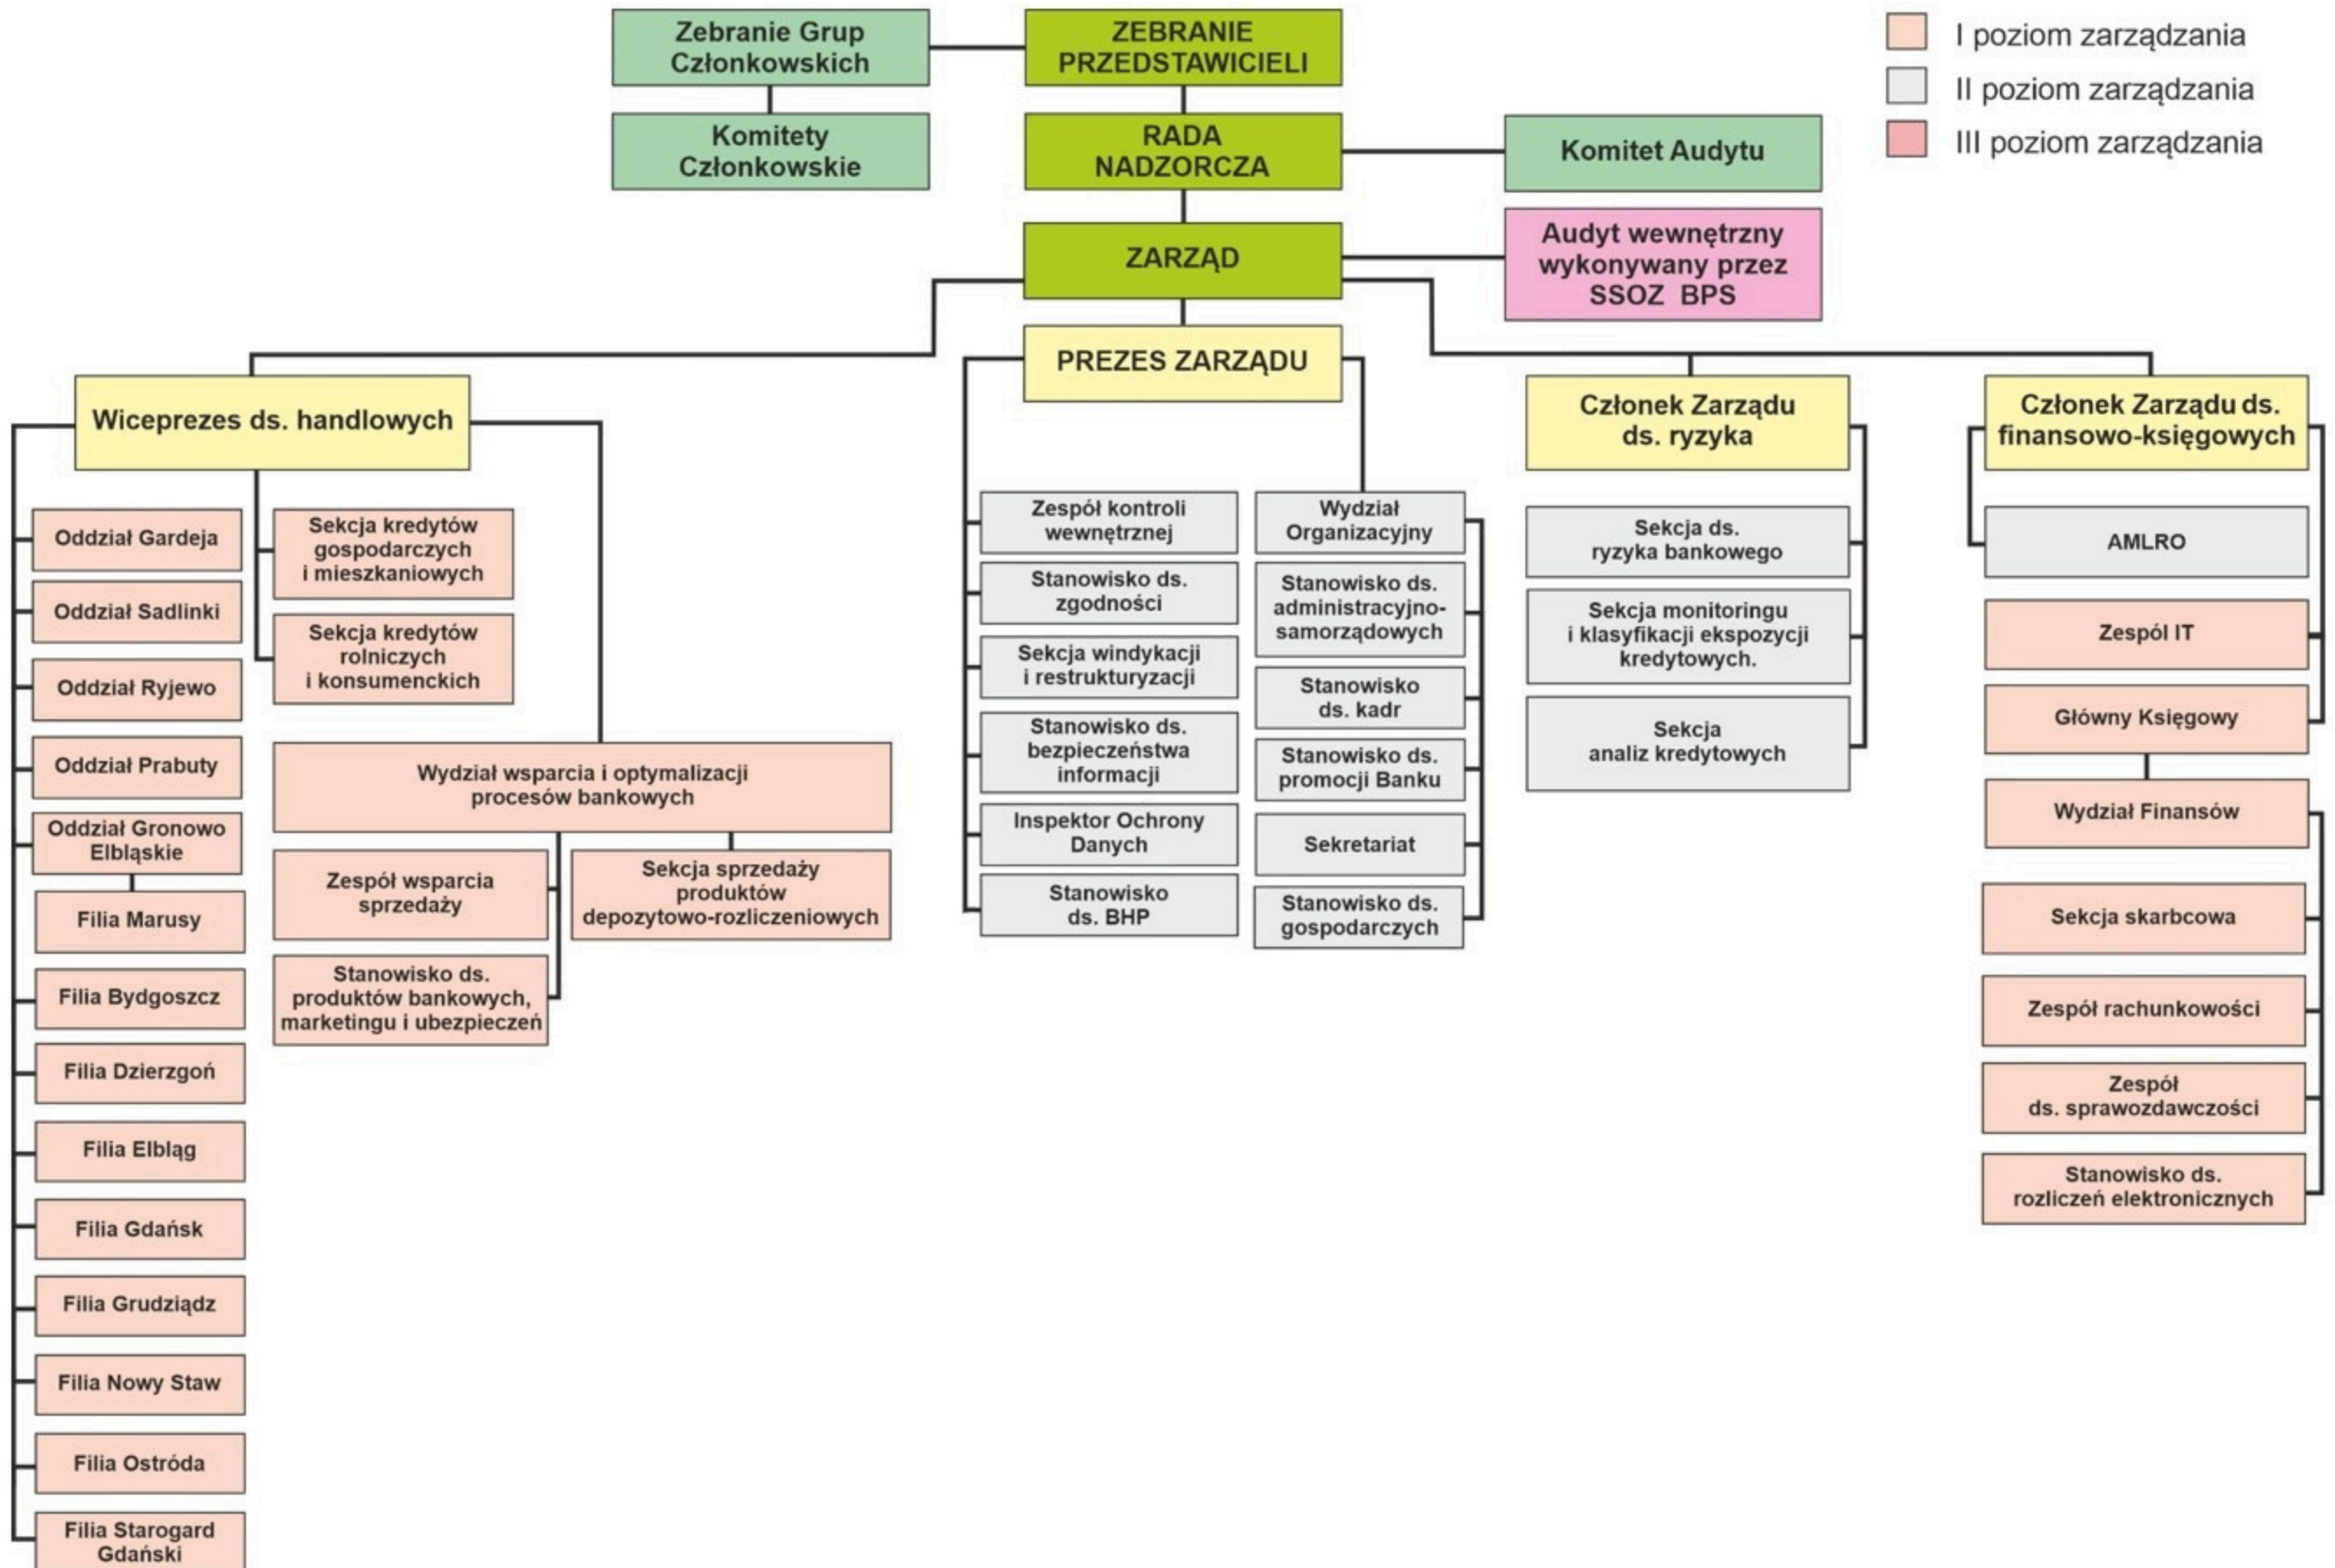 Zebranie Grup
Członkowskich
ZEBRANIE
PRZEDSTAWICIELI
I poziom zarządzania
II poziom zarządzania
III poziom zarządzania
Komitety
Członkowskie
RADA
NADZORCZA
Komitet Audytu
ZARZĄD
Audyt wewnętrzny
wykonywany przez
SSOZ BPS
PREZES ZARZĄDU
Wiceprezes ds. handlowych
Członek Zarządu
ds. ryzyka
Członek Zarządu ds.
finansowo-księgowych
Oddział Gardeja
Oddział Sadlinki
Oddział Ryjewo
Oddział Prabuty
Oddział Gronowo
Elbląskie
Filia Marusy
Filia Bydgoszcz
Filia Dzierzgoń
Filia Elbląg
Filia Gdańsk
Filia Grudziądz
Filia Nowy Staw
Filia Ostróda
Filia Starogard
Gdański
Sekcja kredytów
gospodarczych
i mieszkaniowych
Sekcja kredytów
rolniczych
i konsumenckich
Wydział wsparcia i optymalizacji
procesów bankowych
Zespół wsparcia
sprzedaży
Sekcja sprzedaży
produktów
depozytowo-rozliczeniowych
Stanowisko ds.
produktów bankowych,
marketingu i ubezpieczeń
Zespół kontroli
wewnętrznej
Stanowisko ds.
zgodności
Sekcja windykacji
i restrukturyzacji
Stanowisko ds.
bezpieczeństwa
informacji
Inspektor Ochrony
Danych
Stanowisko
ds. BHP
Wydział
Organizacyjny
Stanowisko ds.
administracyjno-
samorządowych
Stanowisko
ds. kadr
Stanowisko ds.
promocji Banku
Sekretariat
Stanowisko ds.
gospodarczych
Sekcja ds.
ryzyka bankowego
Sekcja monitoringu
i klasyfikacji ekspozycji
kredytowych.
Sekcja
analiz kredytowych
AMLRO
Zespól IT
Główny Księgowy
Wydział Finansów
Sekcja skarbcowa
Zespół rachunkowości
Zespół
ds. sprawozdawczości
Stanowisko ds.
rozliczeń elektronicznych